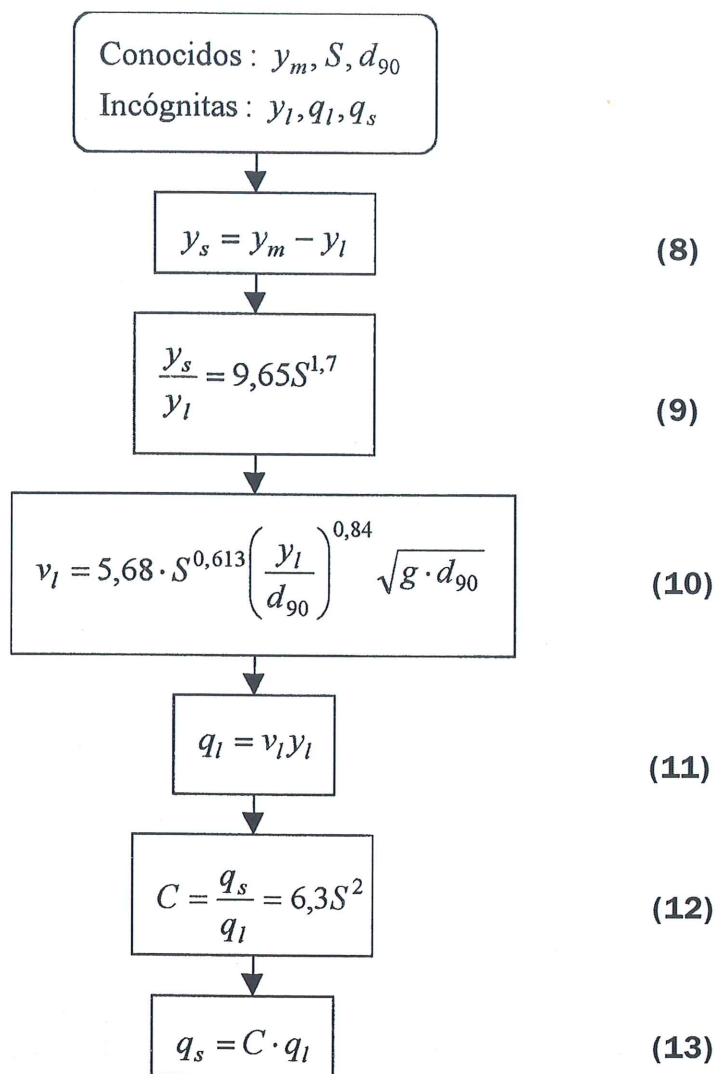 Conocidos : y_m, S, d_90
Incógnitas : y_l, q_l, q_s
y_s = y_m − y_l (8)
y_s / y_l = 9,65S^1,7 (9)
v_l = 5,68 · S^0,613 (y_l / d_90)^0,84 √(g · d_90) (10)
q_l = v_l y_l (11)
C = q_s / q_l = 6,3S^2 (12)
q_s = C · q_l (13)